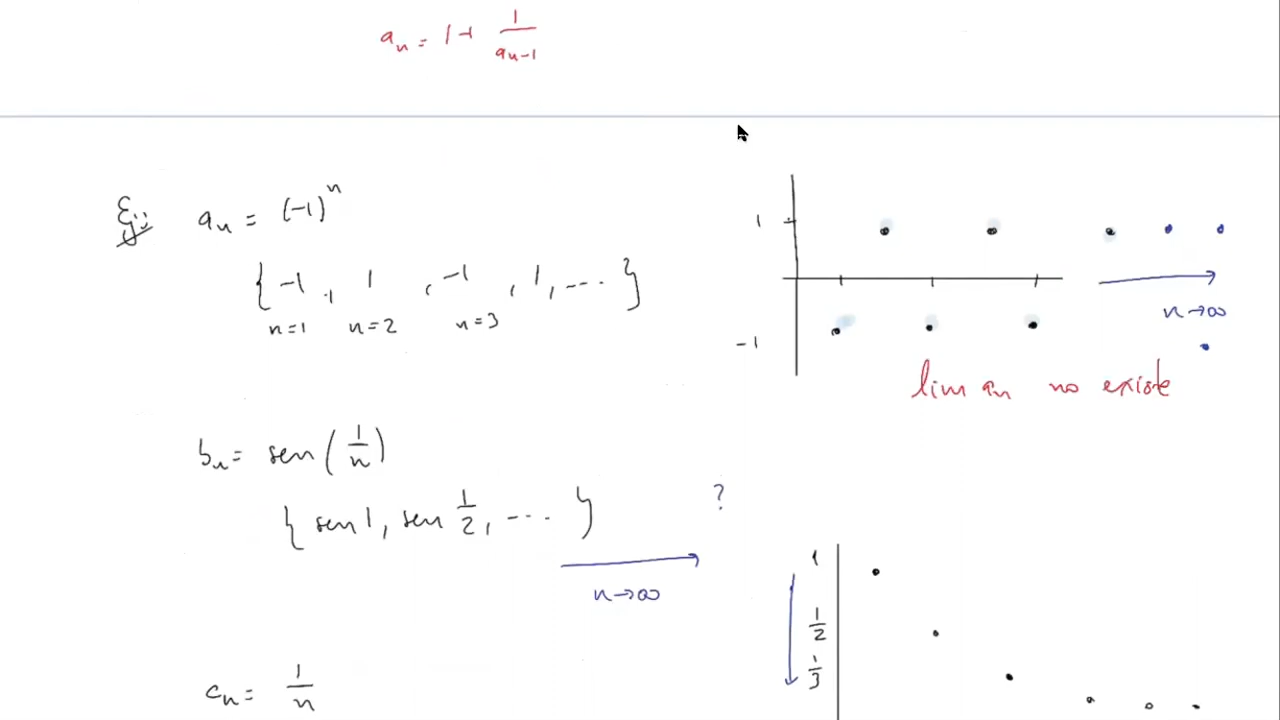 aₙ = 1 + 1/aₙ₋₁
Ej: aₙ = (-1)ⁿ
{ -1, 1, -1, 1, ... }
n=1 n=2 n=3
1
-1
n→∞
lim aₙ no existe
bₙ = sen(1/n)
{ sen 1, sen 1/2, ... }
?
n→∞
1
1/2
1/3
cₙ = 1/n